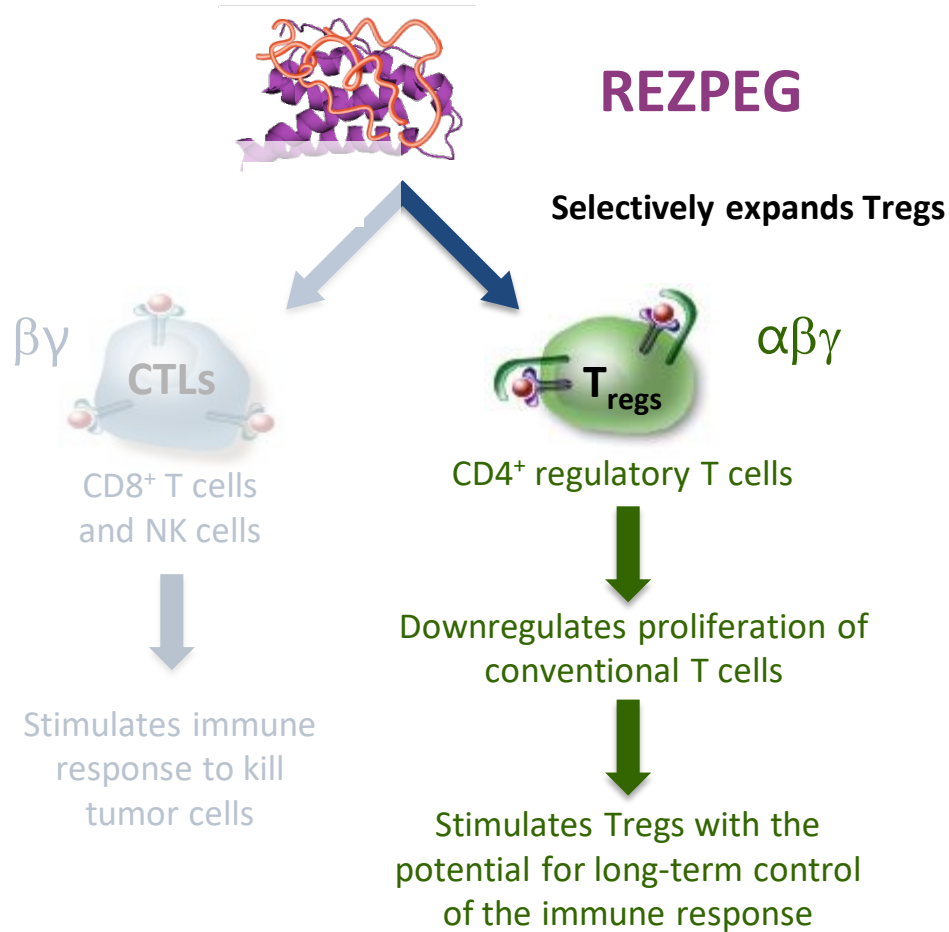 REZPEG
Selectively expands Tregs
βγ
CTLs
CD8⁺ T cells
and NK cells
Stimulates immune
response to kill
tumor cells
Tregs
αβγ
CD4⁺ regulatory T cells
Downregulates proliferation of
conventional T cells
Stimulates Tregs with the
potential for long-term control
of the immune response